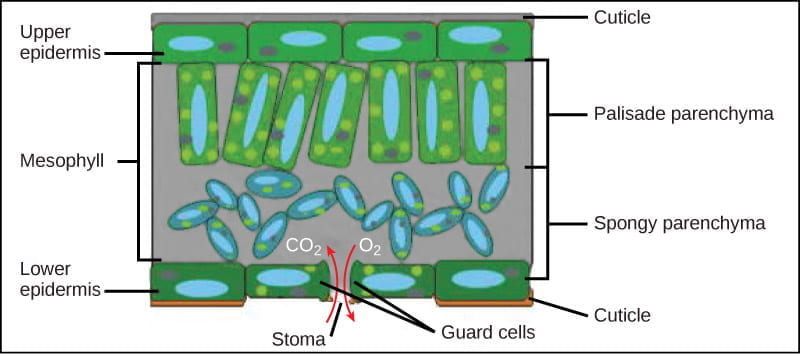 Cuticle
Upper
epidermis
Palisade parenchyma
Mesophyll
Spongy parenchyma
CO2 O2
Lower
epidermis
Cuticle
Stoma
Guard cells